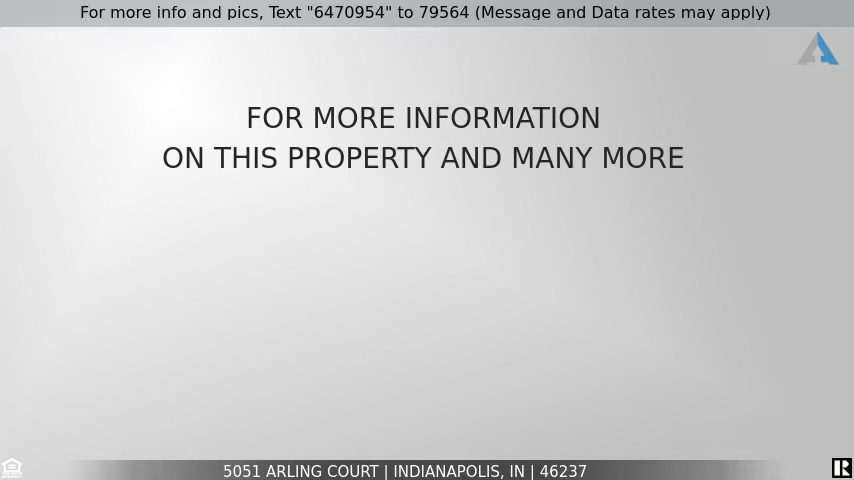 For more info and pics, Text "6470954" to 79564 (Message and Data rates may apply)
FOR MORE INFORMATION
ON THIS PROPERTY AND MANY MORE
5051 ARLING COURT | INDIANAPOLIS, IN | 46237